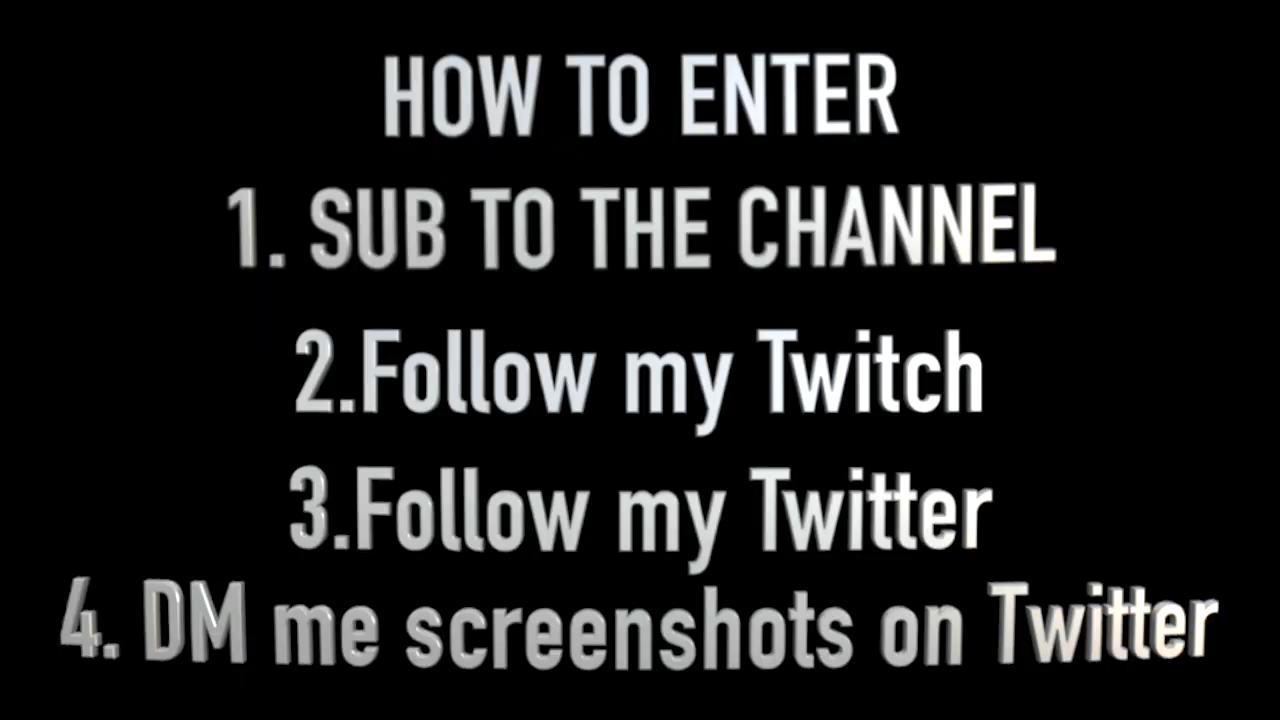 HOW TO ENTER
1. SUB TO THE CHANNEL
2.Follow my Twitch
3.Follow my Twitter
4. DM me screenshots on Twitter